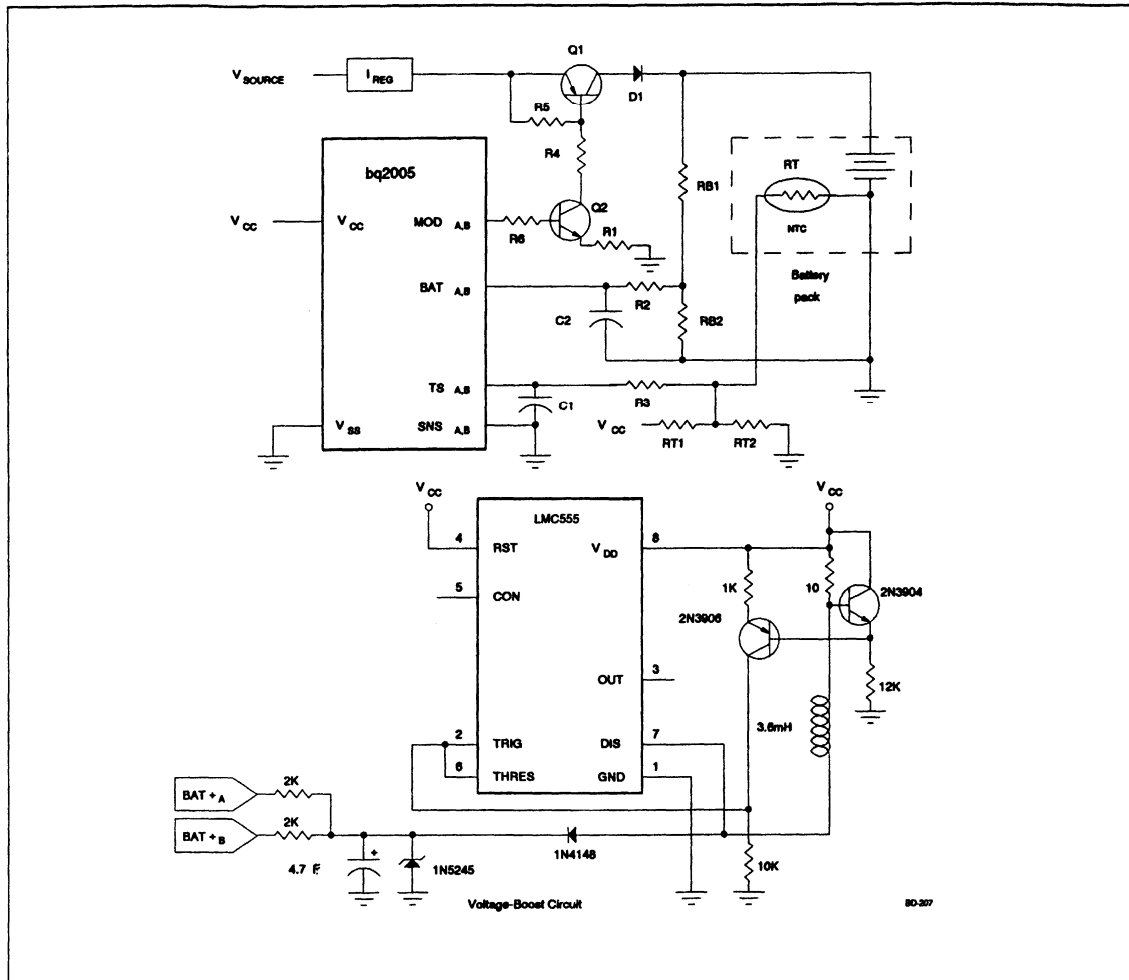 Q1
V SOURCE
I REG
D1
R5
R4
bq2005
RB1
RT
NTC
Battery
pack
Q2
V CC
V CC
MOD A,B
R6
R1
BAT A,B
R2
C2
RB2
TS A,B
C1
R3
V SS
SNS A,B
V CC
RT1
RT2
V CC
V CC
LMC555
4
RST
V DD
8
1K
10
2N3904
5
CON
2N3906
OUT
3
12K
3.6mH
2
TRIG
DIS
7
6
THRES
GND
1
BAT + A
2K
BAT + B
2K
1N4148
4.7
+
1N5245
10K
Voltage-Boost Circuit
BD-207